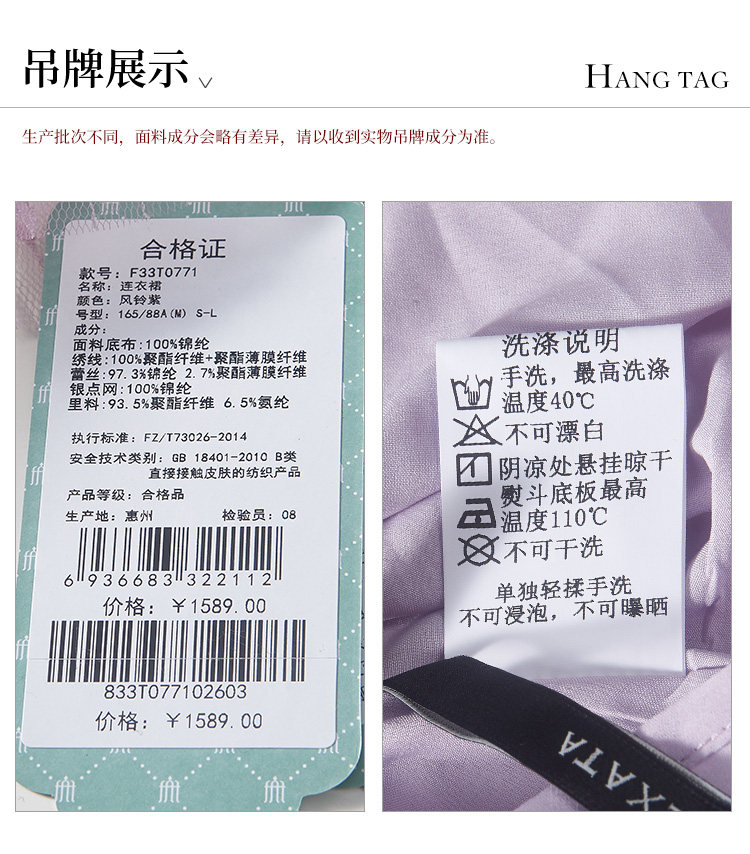 吊牌展示
HANG TAG
生产批次不同，面料成分会略有差异，请以收到实物吊牌成分为准。
合格证
款号：F33T0771
名称：连衣裙
颜色：风铃紫
号型：165/88A(M) S-L
成分：
面料底布:100%锦纶
绣线:100%聚酯纤维+聚酯薄膜纤维
蕾丝:97.3%锦纶 2.7%聚酯薄膜纤维
银点网:100%锦纶
里料:93.5%聚酯纤维 6.5%氨纶
执行标准：FZ/T73026-2014
安全技术类别：GB 18401-2010 B类
直接接触皮肤的纺织产品
产品等级：合格品
生产地：惠州 检验员：08
6 936683 322112
价格：￥1589.00
833T077102603
价格：￥1589.00
洗涤说明
手洗，最高洗涤
温度40℃
不可漂白
阴凉处悬挂晾干
熨斗底板最高
温度110℃
不可干洗
单独轻揉手洗
不可浸泡，不可曝晒
EXATA